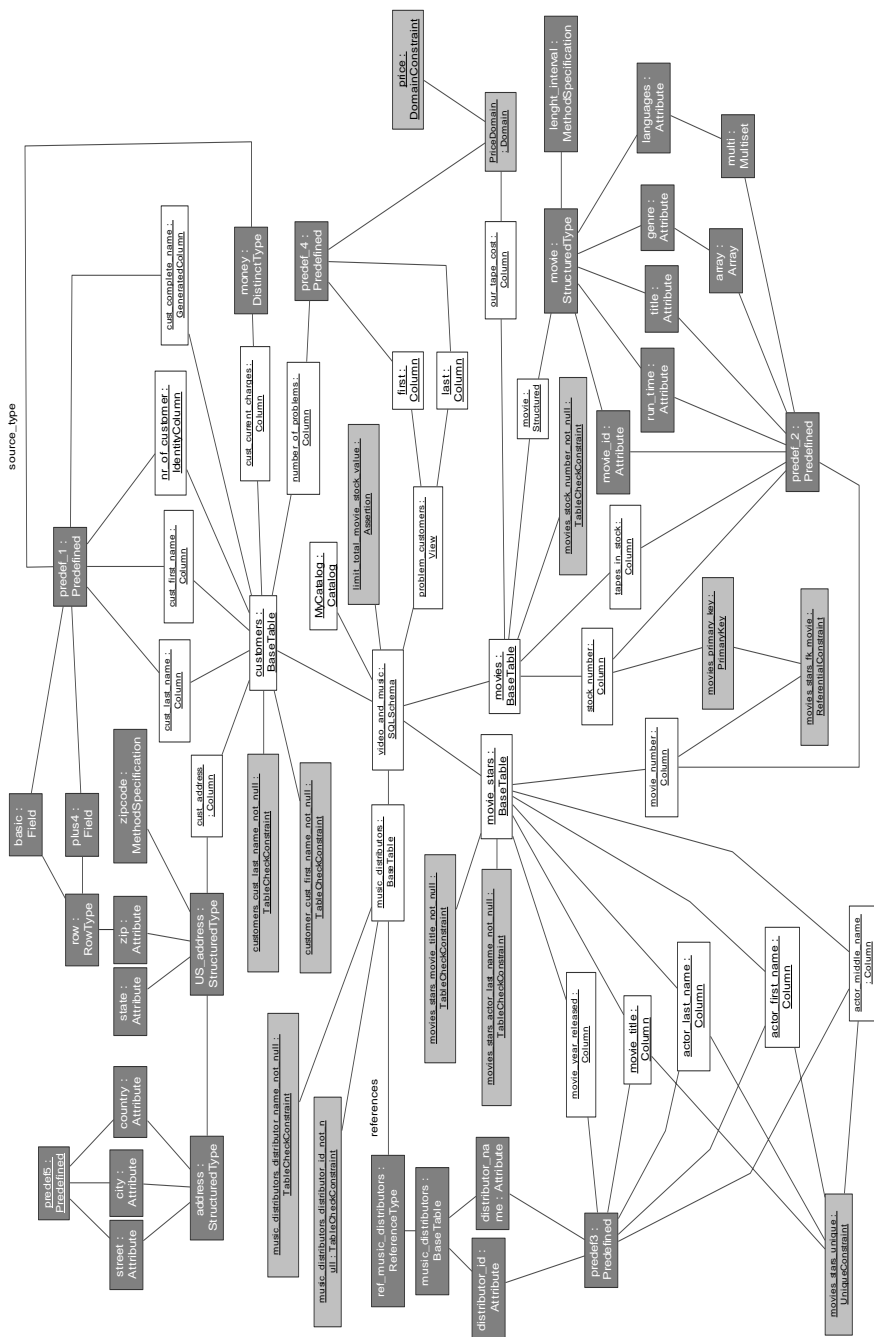 source_type
predef_1 :
Predefined
cust_complete_name :
GeneratedColumn
nr_of_customer:
IdentityColumn
cust_first_name :
Column
cust_last_name :
Column
basic :
Field
plus4 :
Field
row :
RowType
zipcode :
MethodSpecification
zip :
Attribute
state :
Attribute
US_address :
StructuredType
cust_address
: Column
country :
Attribute
city :
Attribute
street :
Attribute
predef5 :
Predefined
address :
StructuredType
money :
DistinctType
cust_current_charges :
Column
number_of_problems :
Column
customers :
BaseTable
customers_cust_last_name_not_null :
TableCheckConstraint
customer_cust_first_name_not_null :
TableCheckConstraint
predef_4 :
Predefined
first :
Column
last :
Column
limit_total_movie_stock_value :
Assertion
MyCatalog :
Catalog
problem_customers :
View
video_and_music :
SQLSchema
music_distributors :
BaseTable
music_distributors_distributor_name_not_null :
TableCheckConstraint
music_distributors_distributor_id_not_n
ull : TableCheckConstraint
references
ref_music_distributors :
ReferenceType
music_distributors :
BaseTable
distributor_na
me : Attribute
distributor_id :
Attribute
price :
DomainConstraint
PriceDomain
: Domain
our_tape_cost :
Column
movies :
BaseTable
movie :
Structured
movies_stock_number_not_null :
TableCheckConstraint
tapes_in_stock :
Column
stock_number :
Column
movie_stars :
BaseTable
movies_stars_movie_title_not_null :
TableCheckConstraint
movies_stars_actor_last_name_not_null :
TableCheckConstraint
lenght_interval :
MethodSpecification
movie :
StructuredType
languages :
Attribute
genre :
Attribute
title :
Attribute
run_time :
Attribute
movie_id :
Attribute
multi :
Multiset
array :
Array
predef_2 :
Predefined
movies_primary_key :
PrimaryKey
movies_stars_fk_movie :
ReferentialConstraint
movie_number :
Column
movie_year_released :
Column
movie_title :
Column
actor_last_name :
Column
actor_first_name :
Column
actor_middle_name
: Column
predef3 :
Predefined
movies_stars_unique :
UniqueConstraint